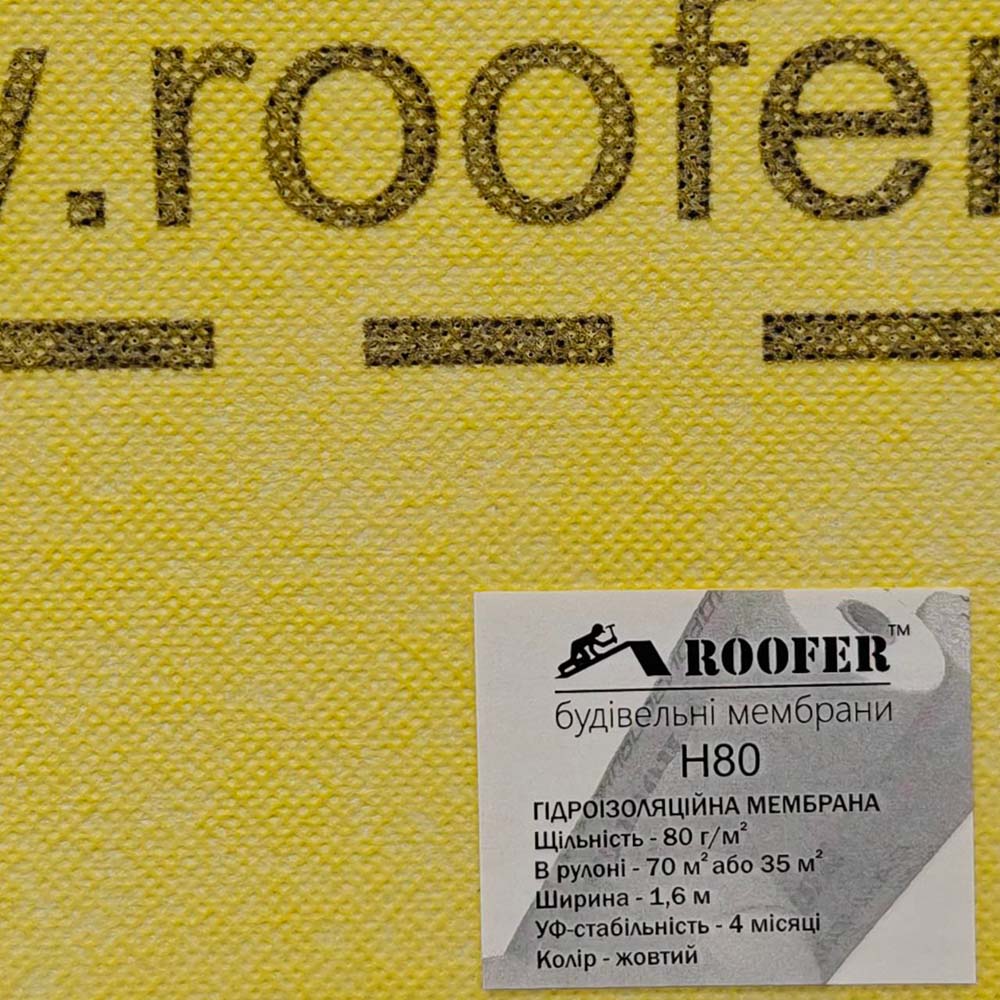 .roofer
ROOFER™
будівельні мембрани
Н80
ГІДРОІЗОЛЯЦІЙНА МЕМБРАНА
Щільність - 80 г/м²
В рулоні - 70 м² або 35 м²
Ширина - 1,6 м
УФ-стабільність - 4 місяці
Колір - жовтий